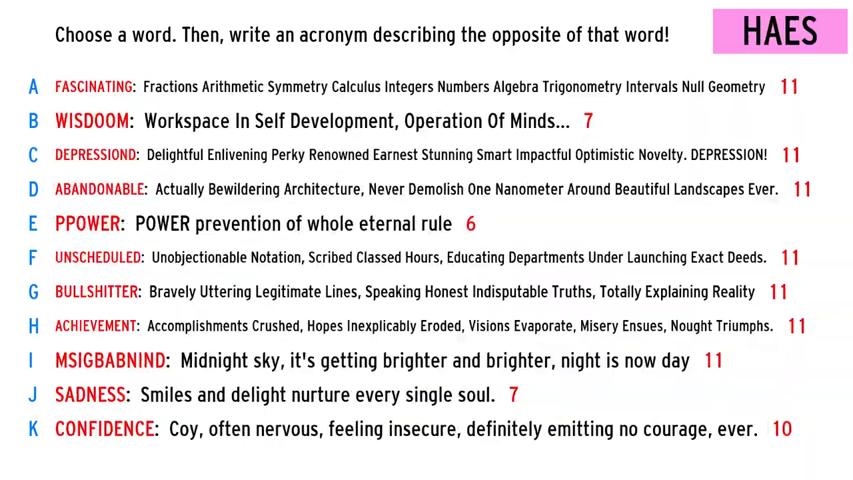 Choose a word. Then, write an acronym describing the opposite of that word!
HAES
A FASCINATING: Fractions Arithmetic Symmetry Calculus Integers Numbers Algebra Trigonometry Intervals Null Geometry 11
B WISDOOM: Workspace In Self Development, Operation Of Minds... 7
C DEPRESSIOND: Delightful Enlivening Perky Renowned Earnest Stunning Smart Impactful Optimistic Novelty. DEPRESSION! 11
D ABANDONABLE: Actually Bewildering Architecture, Never Demolish One Nanometer Around Beautiful Landscapes Ever. 11
E PPOWER: POWER prevention of whole eternal rule 6
F UNSCHEDULED: Unobjectionable Notation, Scribed Classed Hours, Educating Departments Under Launching Exact Deeds. 11
G BULLSHITTER: Bravely Uttering Legitimate Lines, Speaking Honest Indisputable Truths, Totally Explaining Reality 11
H ACHIEVEMENT: Accomplishments Crushed, Hopes Inexplicably Eroded, Visions Evaporate, Misery Ensues, Nought Triumphs. 11
I MSIGBABNIND: Midnight sky, it's getting brighter and brighter, night is now day 11
J SADNESS: Smiles and delight nurture every single soul. 7
K CONFIDENCE: Coy, often nervous, feeling insecure, definitely emitting no courage, ever. 10